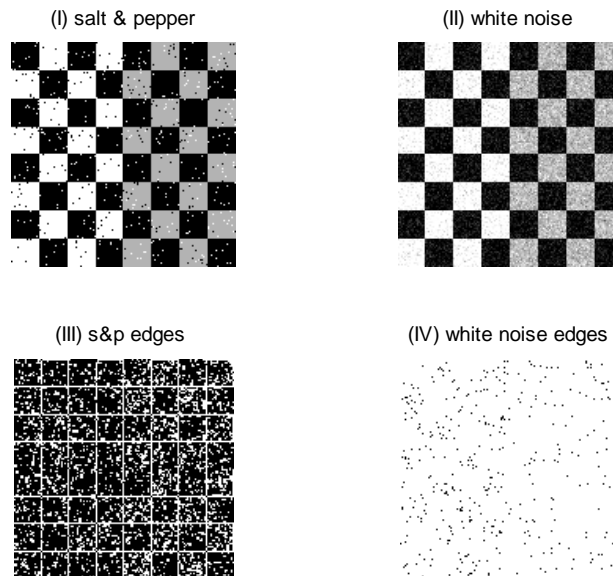 (I) salt & pepper
(II) white noise
(III) s&p edges
(IV) white noise edges